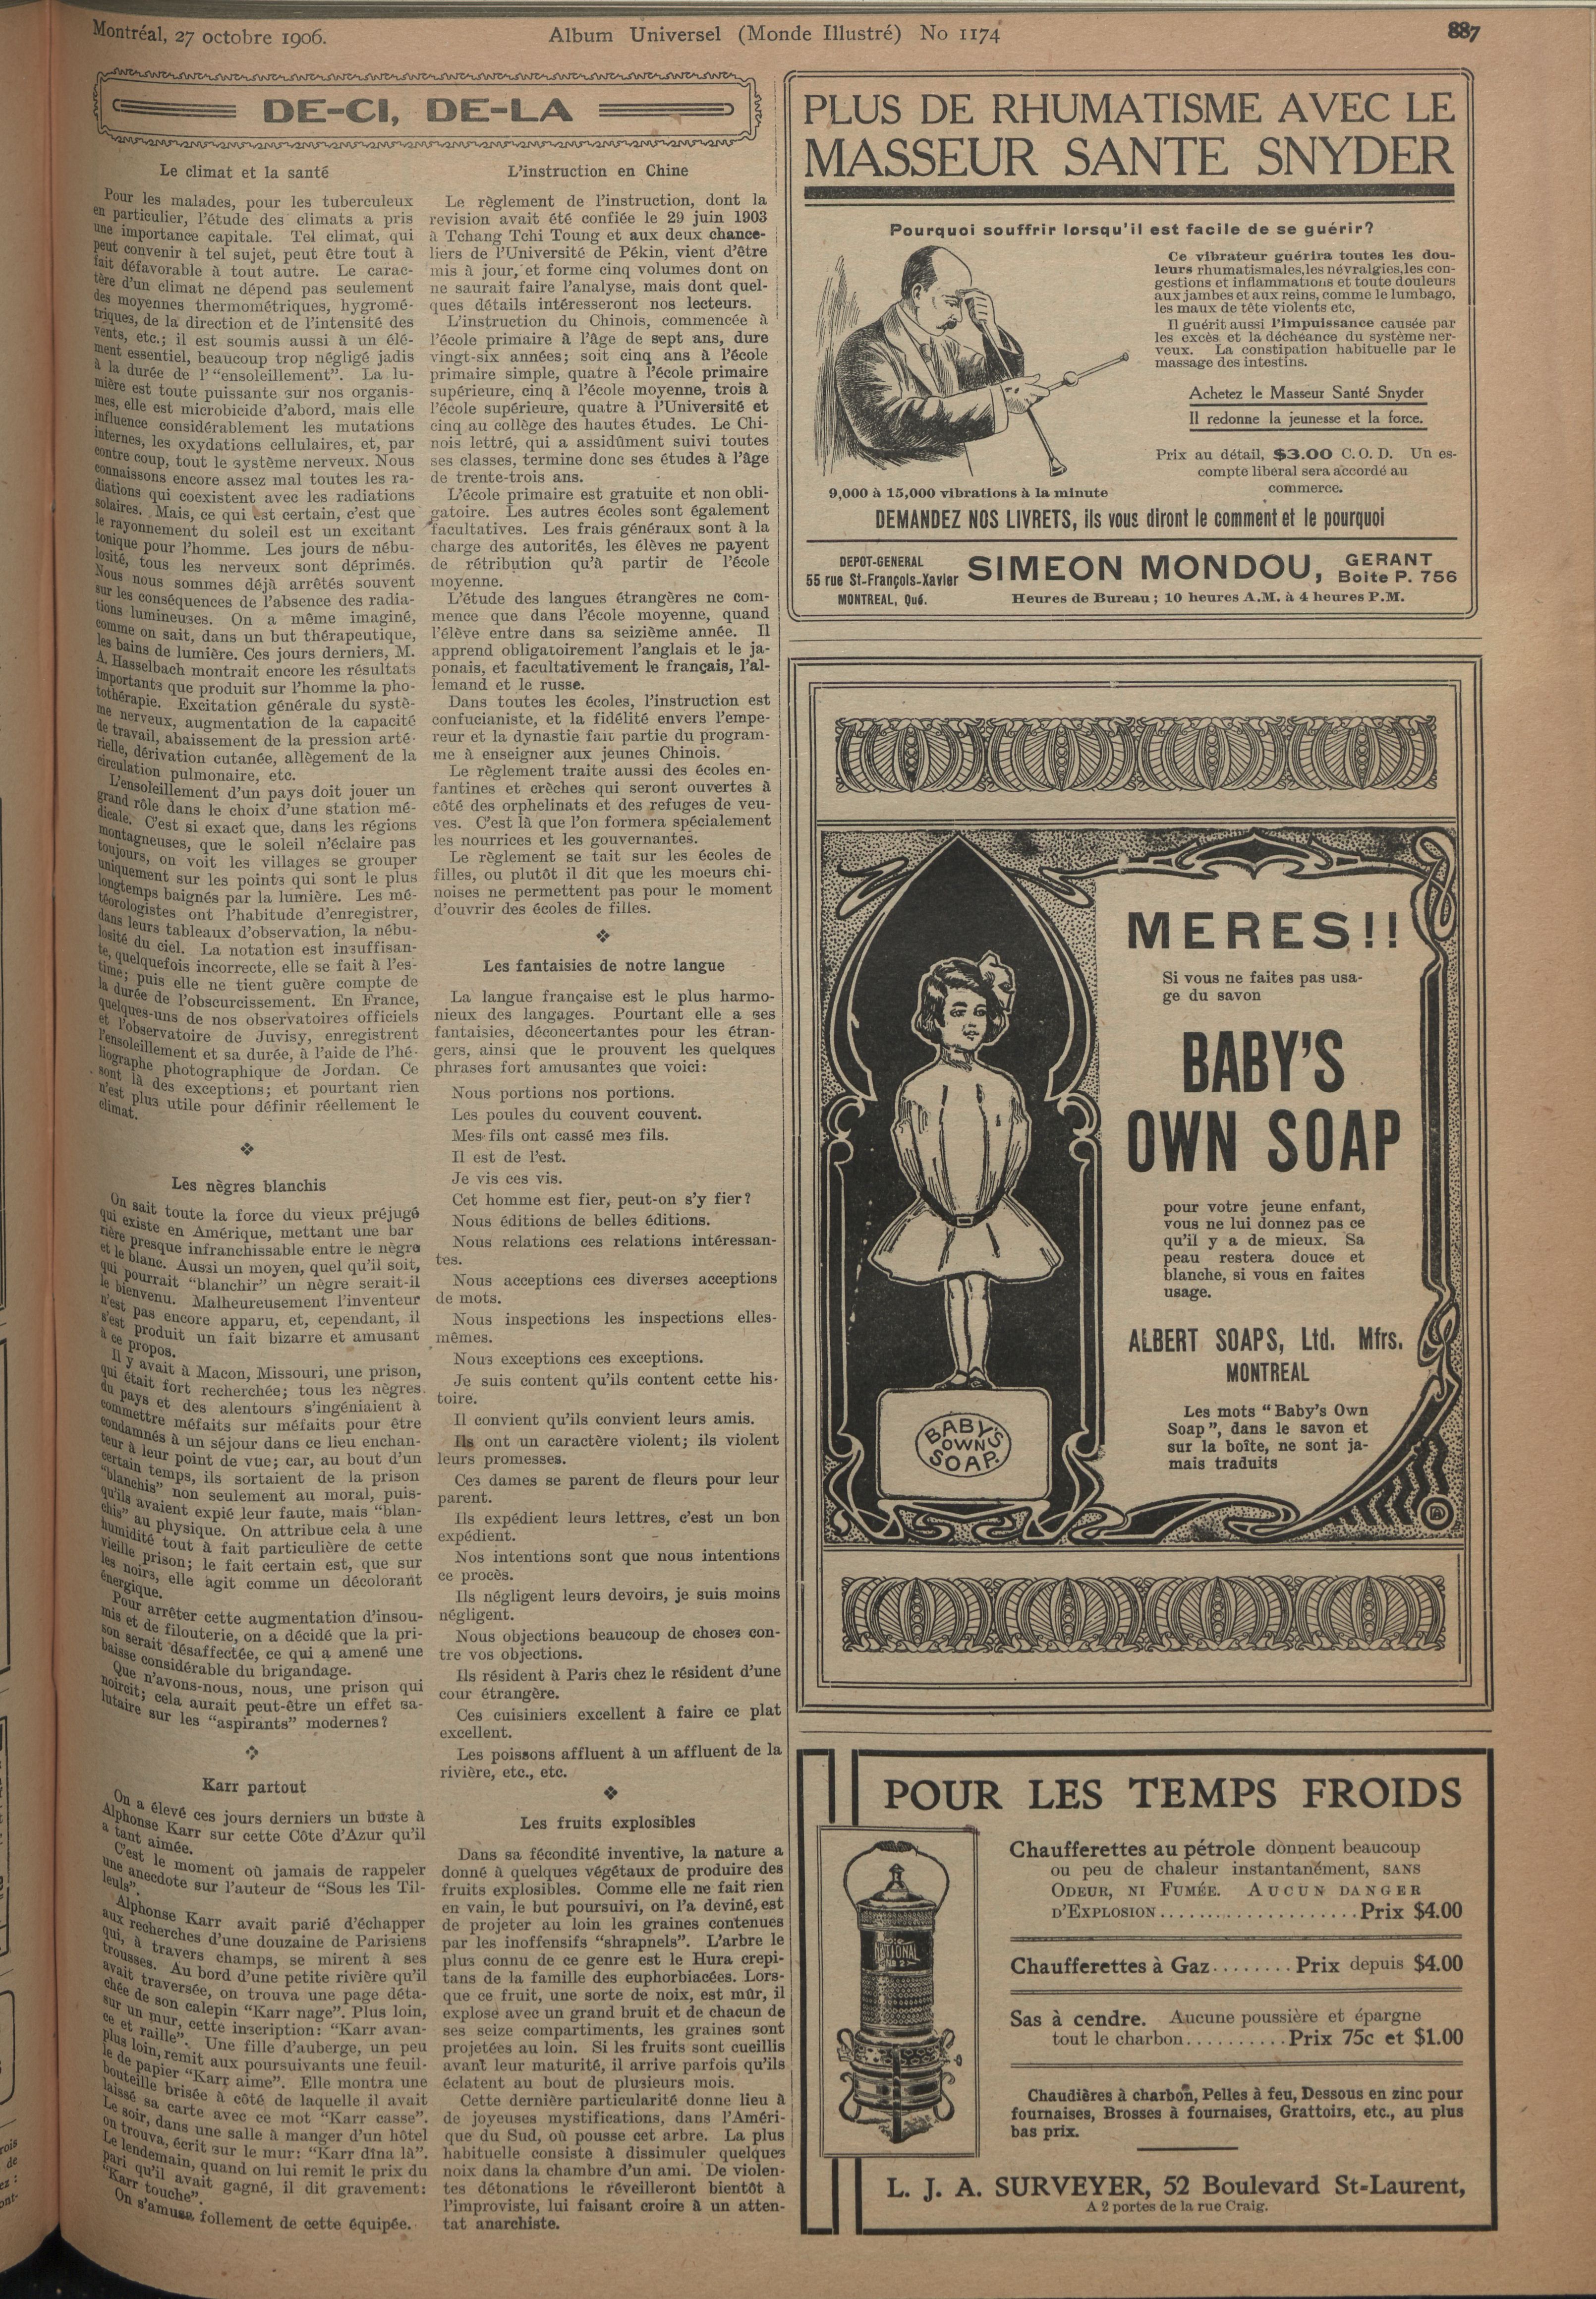 Montréal, 27 octobre 1906.
Album Universel (Monde Illustré) No 1174
887
DE-CI, DE-LA
Le climat et la santé
Pour les malades, pour les tuberculeux
en particulier, l'étude des climats a pris
une importance capitale. Tel climat, qui
peut convenir à tel sujet, peut être tout à
fait défavorable à tout autre. Le carac-
tère d'un climat ne dépend pas seulement
des moyennes thermométriques, hygromé-
triques, de la direction et de l'intensité des
vents, etc.; il est soumis aussi à un élé-
ment essentiel, beaucoup trop négligé jadis
à la durée de l'"ensoleillement". La lu-
mière est toute puissante sur nos organis-
mes, elle est microbicide d'abord, mais elle
influence considérablement les mutations
internes, les oxydations cellulaires, et, par
contre coup, tout le système nerveux. Nous
connaissons encore assez mal toutes les ra-
diations qui coexistent avec les radiations
solaires. Mais, ce qui est certain, c'est que
le rayonnement du soleil est un excitant
tonique pour l'homme. Les jours de nébu-
losité, tous les nerveux sont déprimés.
Nous nous sommes déjà arrêtés souvent
sur les conséquences de l'absence des radia-
tions lumineuses. On a même imaginé,
comme on sait, dans un but thérapeutique,
les bains de lumière. Ces jours derniers, M.
A. Hasselbach montrait encore les résultats
importants que produit sur l'homme la pho-
tothérapie. Excitation générale du systè-
me nerveux, augmentation de la capacité
de travail, abaissement de la pression arté-
rielle, dérivation cutanée, allègement de la
circulation pulmonaire, etc.
L'ensoleillement d'un pays doit jouer un
grand rôle dans le choix d'une station mé-
dicale. C'est si exact que, dans les régions
montagneuses, que le soleil n'éclaire pas
toujours, on voit les villages se grouper
uniquement sur les points qui sont le plus
longtemps baignés par la lumière. Les mé-
téorologistes ont l'habitude d'enregistrer,
dans leurs tableaux d'observation, la nébu-
losité du ciel. La notation est insuffisan-
te, quelquefois incorrecte, elle se fait à l'es-
time; puis elle ne tient guère compte de
la durée de l'obscurcissement. En France,
quelques-uns de nos observatoires officiels
et l'observatoire de Juvisy, enregistrent
l'ensoleillement et sa durée, à l'aide de l'hé-
liographe photographique de Jordan. Ce
sont là des exceptions; et pourtant rien
n'est plus utile pour définir réellement le
climat.
Les nègres blanchis
On sait toute la force du vieux préjugé
qui existe en Amérique, mettant une bar
rière presque infranchissable entre le nègre
et le blanc. Aussi un moyen, quel qu'il soit,
qui pourrait "blanchir" un nègre serait-il
le bienvenu. Malheureusement l'inventeur
n'est pas encore apparu, et, cependant, il
s'est produit un fait bizarre et amusant
à ce propos.
Il y avait à Macon, Missouri, une prison,
qui était fort recherchée; tous les nègres
du pays et des alentours s'ingéniaient à
commettre méfaits sur méfaits pour être
condamnés à un séjour dans ce lieu enchan-
teur à leur point de vue; car, au bout d'un
certain temps, ils sortaient de la prison
"blanchis" non seulement au moral, puis-
qu'ils avaient expié leur faute, mais "blan-
chis" au physique. On attribue cela à une
humidité tout à fait particulière de cette
vieille prison; le fait certain est, que sur
les noirs, elle agit comme un décolorant
énergique.
Pour arrêter cette augmentation d'insou-
mis et de filouterie, on a décidé que la pri-
son serait désaffectée, ce qui a amené une
baisse considérable du brigandage.
Que n'avons-nous, nous, une prison qui
noircit; cela aurait peut-être un effet sa-
lutaire sur les "aspirants" modernes?
Karr partout
On a élevé ces jours derniers un buste à
Alphonse Karr sur cette Côte d'Azur qu'il
a tant aimée.
C'est le moment où jamais de rappeler
une anecdote sur l'auteur de "Sous les Til-
leuls".
Alphonse Karr avait parié d'échapper
aux recherches d'une douzaine de Parisiens
qui, à travers champs, se mirent à ses
trousses. Au bord d'une petite rivière qu'il
avait traversée, on trouva une page déta-
chée de son calepin "Karr nage". Plus loin,
sur un mur, cette inscription: "Karr avan-
ce et raille". Une fille d'auberge, un peu
plus loin, remit aux poursuivants une feuil-
le de papier "Karr aime". Elle montra une
bouteille brisée à côté de laquelle il avait
laissé sa carte avec ce mot "Karr casse".
Le soir, dans une salle à manger d'un hôtel
on trouva, écrit sur le mur: "Karr dîna là".
Le lendemain, quand on lui remit le prix du
pari qu'il avait gagné, il dit gravement:
"Karr touche".
On s'amusa follement de cette équipée.
L'instruction en Chine
Le règlement de l'instruction, dont la
revision avait été confiée le 29 juin 1903
à Tchang Tchi Toung et aux deux chance-
liers de l'Université de Pékin, vient d'être
mis à jour, et forme cinq volumes dont on
ne saurait faire l'analyse, mais dont quel-
ques détails intéresseront nos lecteurs.
L'instruction du Chinois, commencée à
l'école primaire à l'âge de sept ans, dure
vingt-six années; soit cinq ans à l'école
primaire simple, quatre à l'école primaire
supérieure, cinq à l'école moyenne, trois à
l'école supérieure, quatre à l'Université et
cinq au collège des hautes études. Le Chi-
nois lettré, qui a assidûment suivi toutes
ses classes, termine donc ses études à l'âge
de trente-trois ans.
L'école primaire est gratuite et non obli-
gatoire. Les autres écoles sont également
facultatives. Les frais généraux sont à la
charge des autorités, les élèves ne payent
de rétribution qu'à partir de l'école
moyenne.
L'étude des langues étrangères ne com-
mence que dans l'école moyenne, quand
l'élève entre dans sa seizième année. Il
apprend obligatoirement l'anglais et le ja-
ponais, et facultativement le français, l'al-
lemand et le russe.
Dans toutes les écoles, l'instruction est
confucianiste, et la fidélité envers l'empe-
reur et la dynastie fait partie du program-
me à enseigner aux jeunes Chinois.
Le règlement traite aussi des écoles en-
fantines et crèches qui seront ouvertes à
côté des orphelinats et des refuges de veu-
ves. C'est là que l'on formera spécialement
les nourrices et les gouvernantes.
Le règlement se tait sur les écoles de
filles, ou plutôt il dit que les moeurs chi-
noises ne permettent pas pour le moment
d'ouvrir des écoles de filles.
Les fantaisies de notre langue
La langue française est le plus harmo-
nieux des langages. Pourtant elle a ses
fantaisies, déconcertantes pour les étran-
gers, ainsi que le prouvent les quelques
phrases fort amusantes que voici:
Nous portions nos portions.
Les poules du couvent couvent.
Mes fils ont cassé mes fils.
Il est de l'est.
Je vis ces vis.
Cet homme est fier, peut-on s'y fier?
Nous éditions de belles éditions.
Nous relations ces relations intéressan-
tes.
Nous acceptions ces diverses acceptions
de mots.
Nous inspections les inspections elles-
mêmes.
Nous exceptions ces exceptions.
Je suis content qu'ils content cette his-
toire.
Il convient qu'ils convient leurs amis.
Ils ont un caractère violent; ils violent
leurs promesses.
Ces dames se parent de fleurs pour leur
parent.
Ils expédient leurs lettres, c'est un bon
expédient.
Nos intentions sont que nous intentions
ce procès.
Ils négligent leurs devoirs, je suis moins
négligent.
Nous objections beaucoup de choses con-
tre vos objections.
Ils résident à Paris chez le résident d'une
cour étrangère.
Ces cuisiniers excellent à faire ce plat
excellent.
Les poissons affluent à un affluent de la
rivière, etc., etc.
Les fruits explosibles
Dans sa fécondité inventive, la nature a
donné à quelques végétaux de produire des
fruits explosibles. Comme elle ne fait rien
en vain, le but poursuivi, on l'a deviné, est
de projeter au loin les graines contenues
par les inoffensifs "shrapnels". L'arbre le
plus connu de ce genre est le Hura crepi-
tans de la famille des euphorbiacées. Lors-
que ce fruit, une sorte de noix, est mûr, il
explose avec un grand bruit et de chacun de
ses seize compartiments, les graines sont
projetées au loin. Si les fruits sont cueillis
avant leur maturité, il arrive parfois qu'ils
éclatent au bout de plusieurs mois.
Cette dernière particularité donne lieu à
de joyeuses mystifications, dans l'Améri-
que du Sud, où pousse cet arbre. La plus
habituelle consiste à dissimuler quelques
noix dans la chambre d'un ami. De violen-
tes détonations le réveilleront bientôt à
l'improviste, lui faisant croire à un atten-
tat anarchiste.
PLUS DE RHUMATISME AVEC LE
MASSEUR SANTE SNYDER
Pourquoi souffrir lorsqu'il est facile de se guérir?
Ce vibrateur guérira toutes les dou-
leurs rhumatismales, les névralgies, les con-
gestions et inflammations et toute douleurs
aux jambes et aux reins, comme le lumbago,
les maux de tête violents etc,
Il guérit aussi l'impuissance causée par
les excès et la déchéance du système ner-
veux. La constipation habituelle par le
massage des intestins.
Achetez le Masseur Santé Snyder
Il redonne la jeunesse et la force.
Prix au détail, $3.00 C. O. D. Un es-
compte libéral sera accordé au
commerce.
9,000 à 15,000 vibrations à la minute
DEMANDEZ NOS LIVRETS, ils vous diront le comment et le pourquoi
DEPOT-GENERAL
55 rue St-François-Xavier
MONTREAL, Qué.
SIMEON MONDOU,
GERANT
Boite P. 756
Heures de Bureau; 10 heures A.M. à 4 heures P.M.
MERES!!
Si vous ne faites pas usa-
ge du savon
BABY'S
OWN SOAP
pour votre jeune enfant,
vous ne lui donnez pas ce
qu'il y a de mieux. Sa
peau restera douce et
blanche, si vous en faites
usage.
ALBERT SOAPS, Ltd. Mfrs.
MONTREAL
Les mots "Baby's Own
Soap", dans le savon et
sur la boîte, ne sont ja-
mais traduits
BABY'S
OWN
SOAP.
POUR LES TEMPS FROIDS
Chaufferettes au pétrole donnent beaucoup
ou peu de chaleur instantanément, SANS
ODEUR, NI FUMÉE. AUCUN DANGER
D'EXPLOSION.................... Prix $4.00
Chaufferettes à Gaz........ Prix depuis $4.00
Sas à cendre. Aucune poussière et épargne
tout le charbon.......... Prix 75c et $1.00
Chaudières à charbon, Pelles à feu, Dessous en zinc pour
fournaises, Brosses à fournaises, Grattoirs, etc., au plus
bas prix.
L. J. A. SURVEYER, 52 Boulevard St-Laurent,
A 2 portes de la rue Craig.